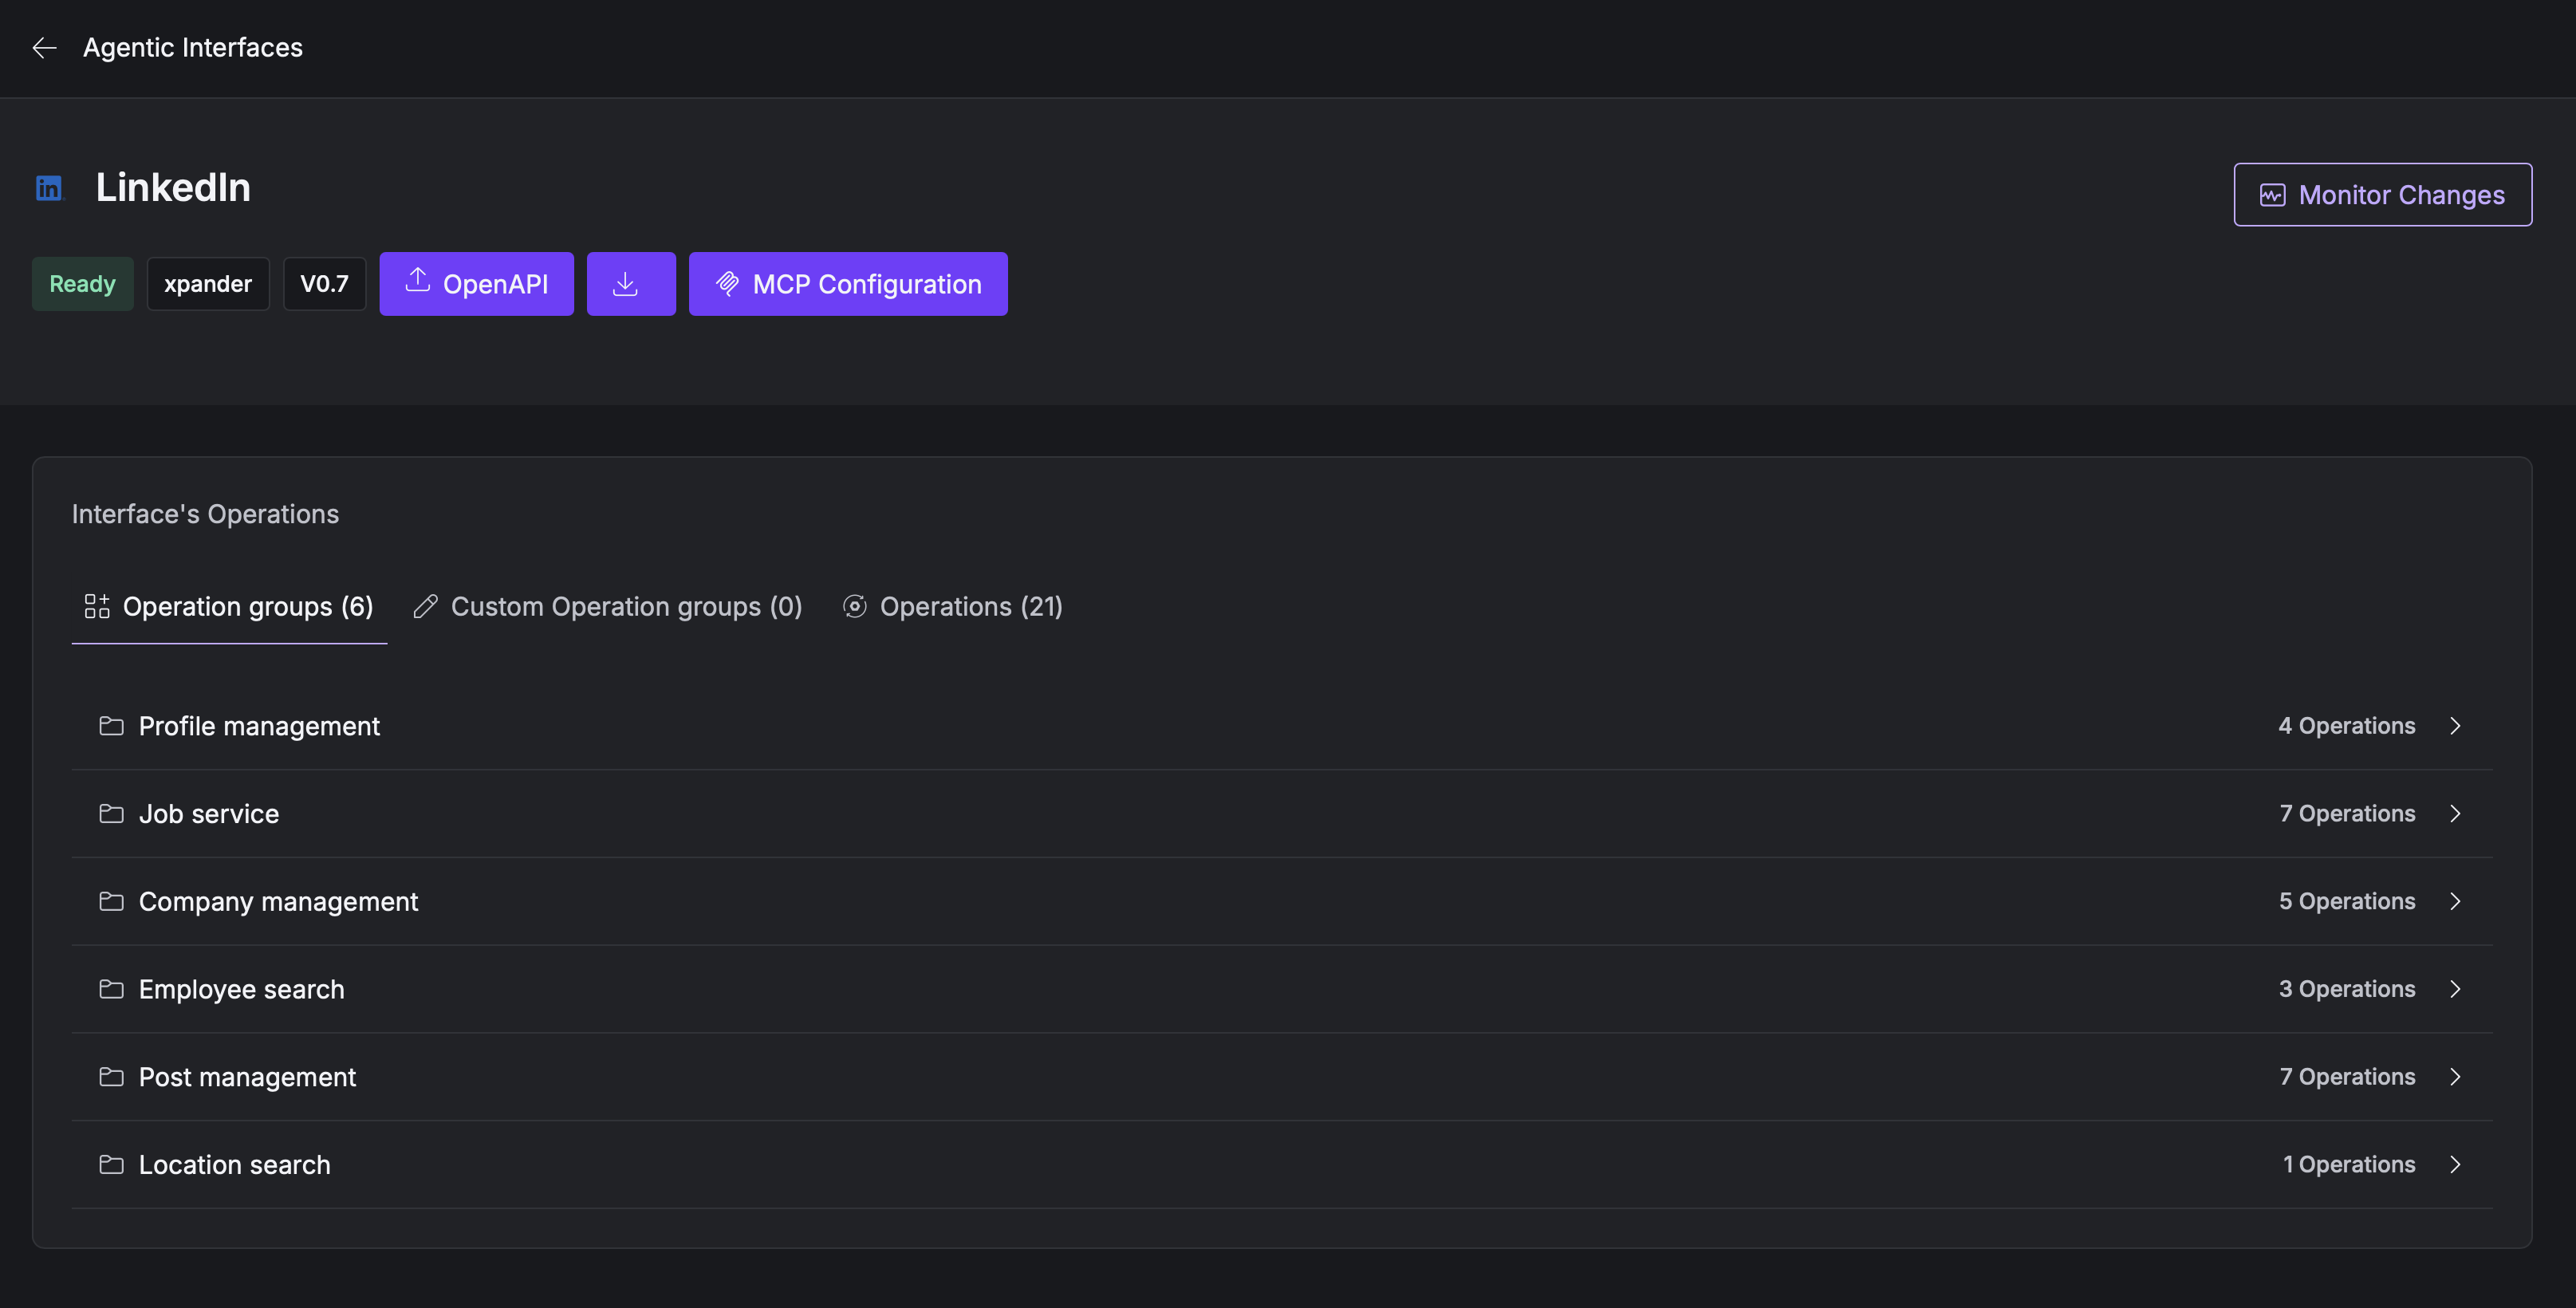 Agentic Interfaces
in LinkedIn
Monitor Changes
Ready xpander V0.7 OpenAPI MCP Configuration
Interface's Operations
Operation groups (6) Custom Operation groups (0) Operations (21)
Profile management 4 Operations
Job service 7 Operations
Company management 5 Operations
Employee search 3 Operations
Post management 7 Operations
Location search 1 Operations